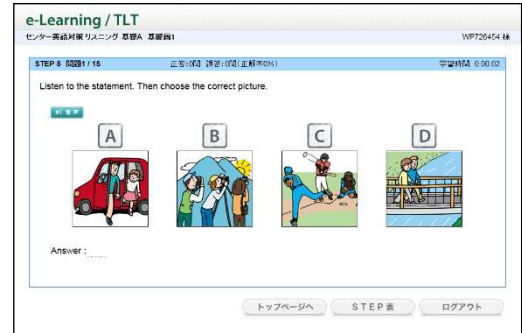 e-Learning / TLT
センター英語対策 リスニング 基礎A 基礎編1
WP726454 様
STEP 5 問題1 / 15 正答:0問 誤答:0問(正解率0%) 学習時間 0:00:02
Listen to the statement. Then choose the correct picture.
音声
A B C D
Answer :
トップページへ STEP表 ログアウト